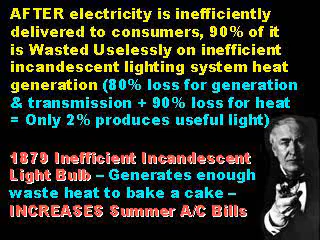 AFTER electricity is inefficiently
delivered to consumers, 90% of it
is Wasted Uselessly on inefficient
incandescent lighting system heat
generation (80% loss for generation
& transmission + 90% loss for heat
= Only 2% produces useful light)
1879 Inefficient Incandescent
Light Bulb – Generates enough
waste heat to bake a cake –
INCREASES Summer A/C Bills